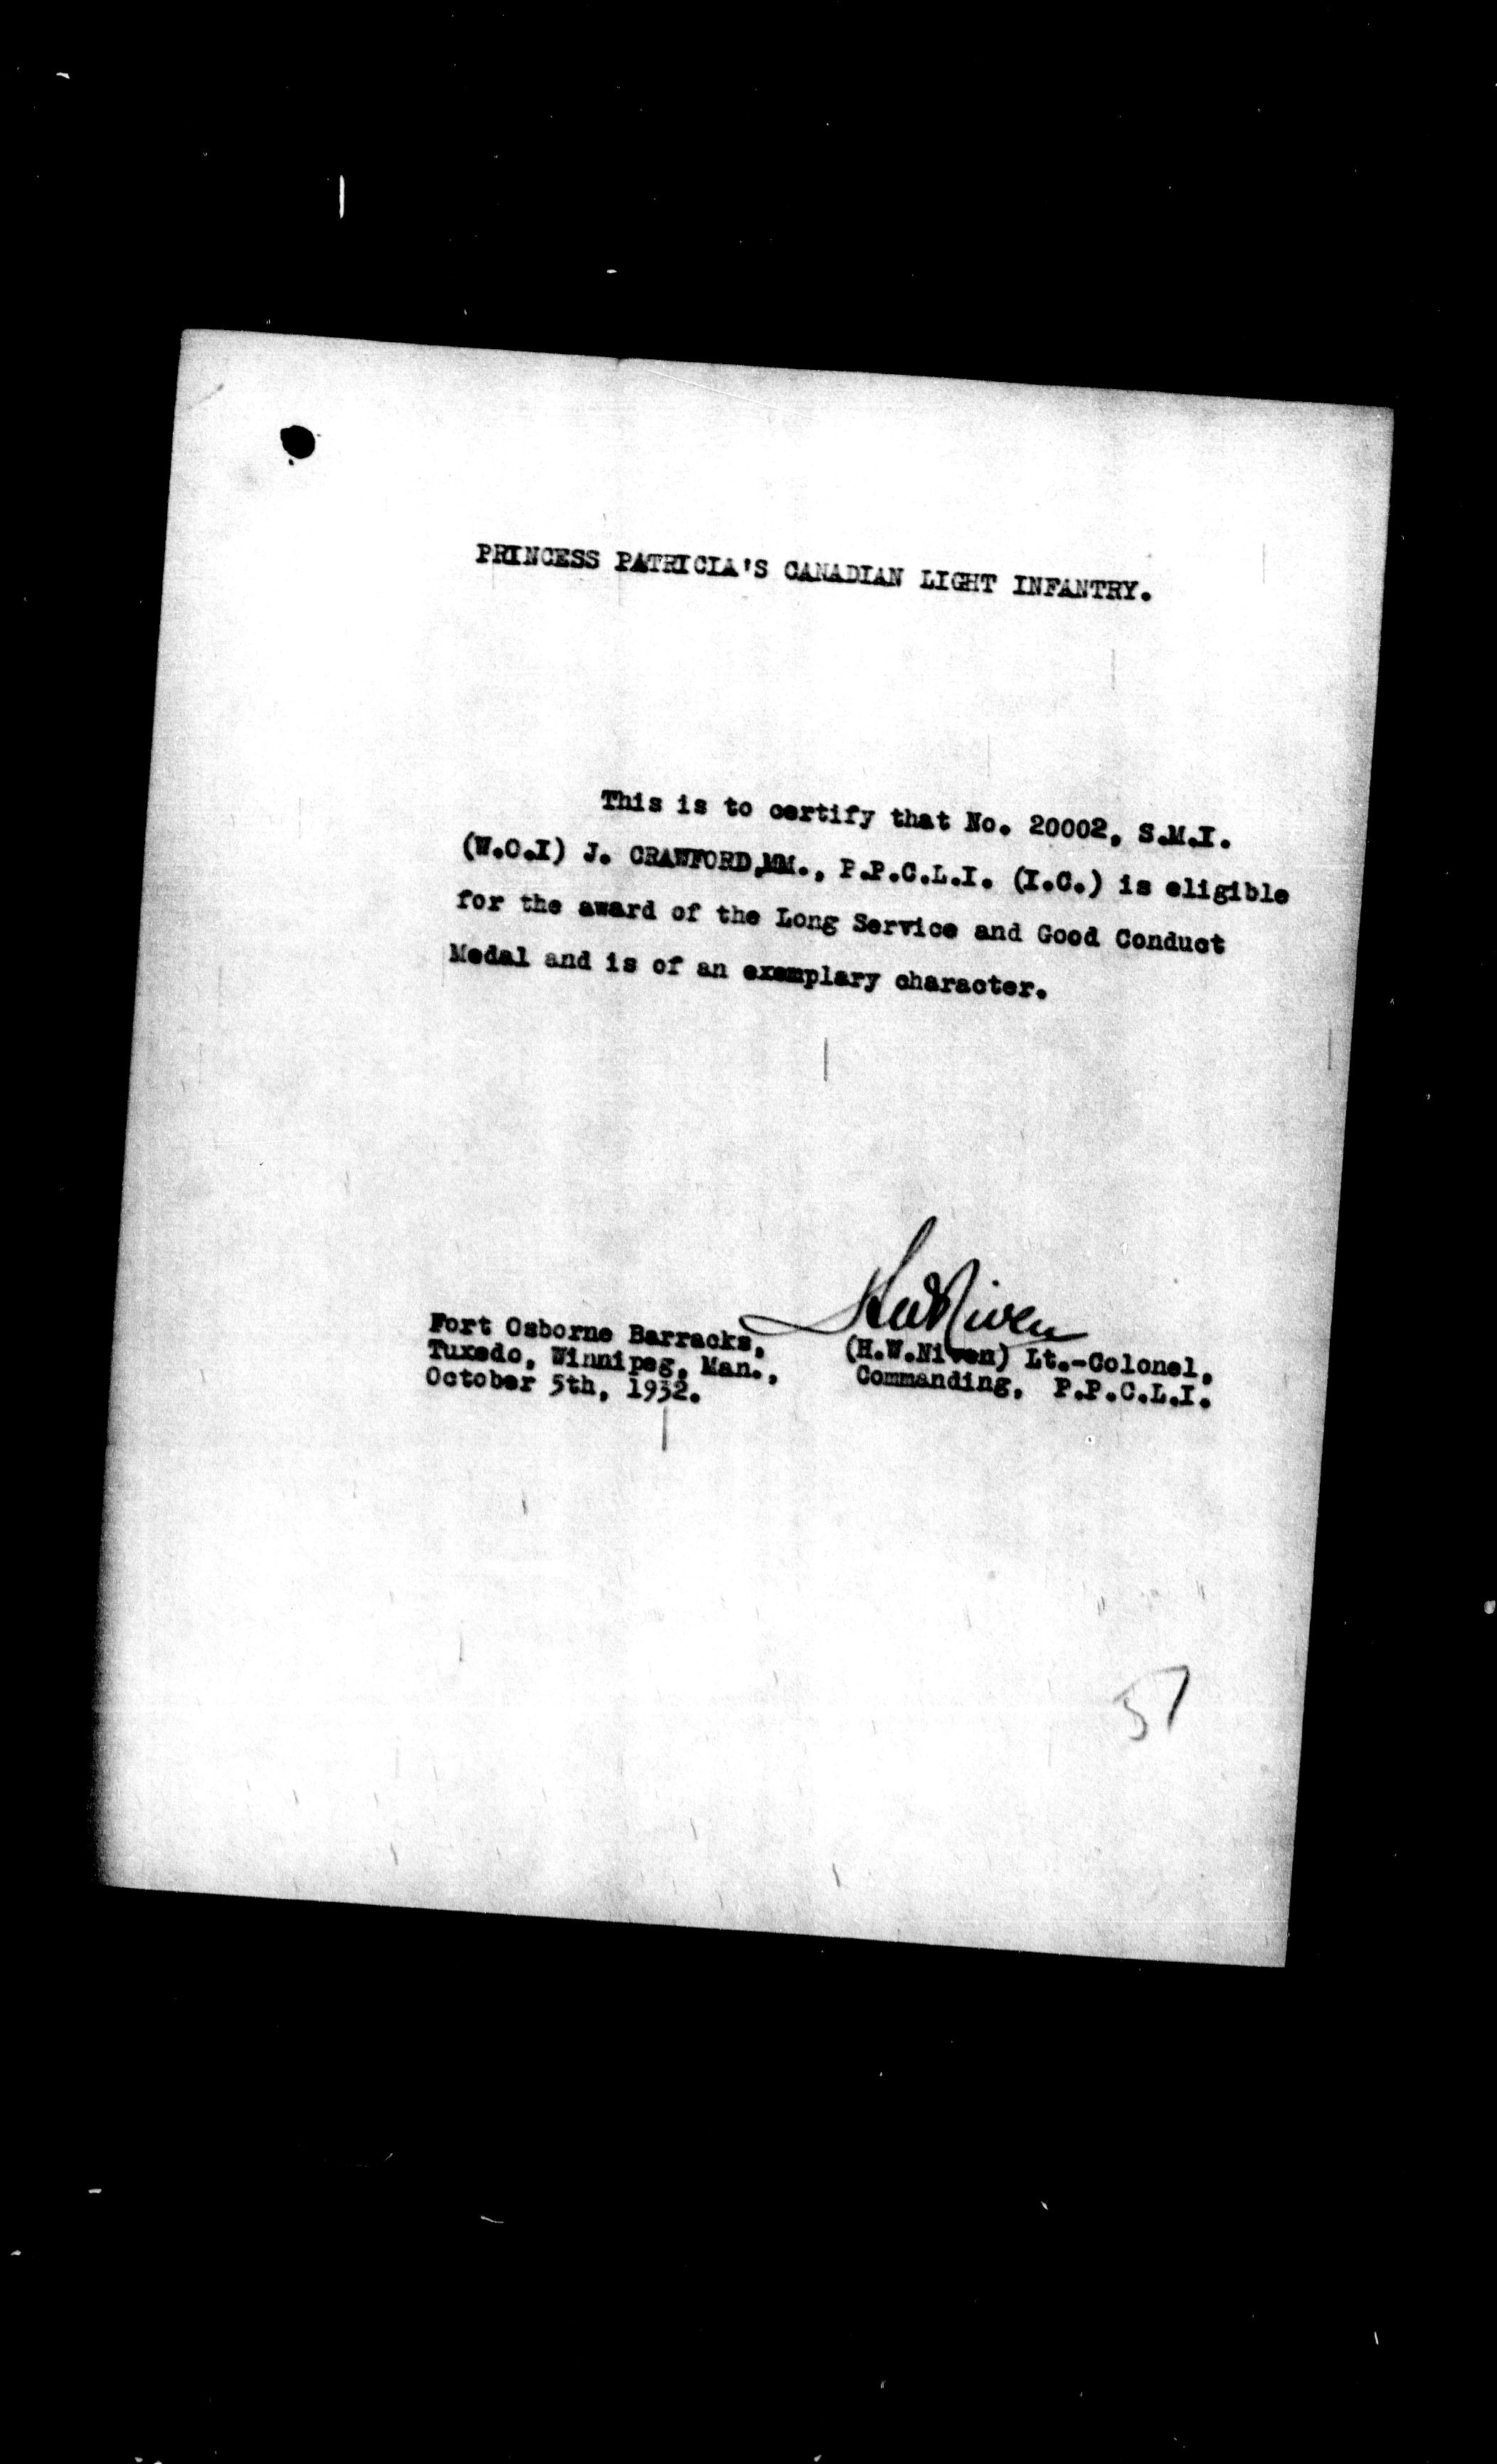 PRINCESS PATRICIA'S CANADIAN LIGHT INFANTRY.
This is to certify that No. 20002, S.M.I.
(W.O.I) J. CRAWFORD,MM., P.P.C.L.I. (I.C.) is eligible
for the award of the Long Service and Good Conduct
Medal and is of an exemplary character.
HWNiven
Fort Osborne Barracks,
Tuxedo, Winnipeg, Man.,
October 5th, 1932.
(H.W.Niven) Lt.-Colonel,
Commanding, P.P.C.L.I.
57